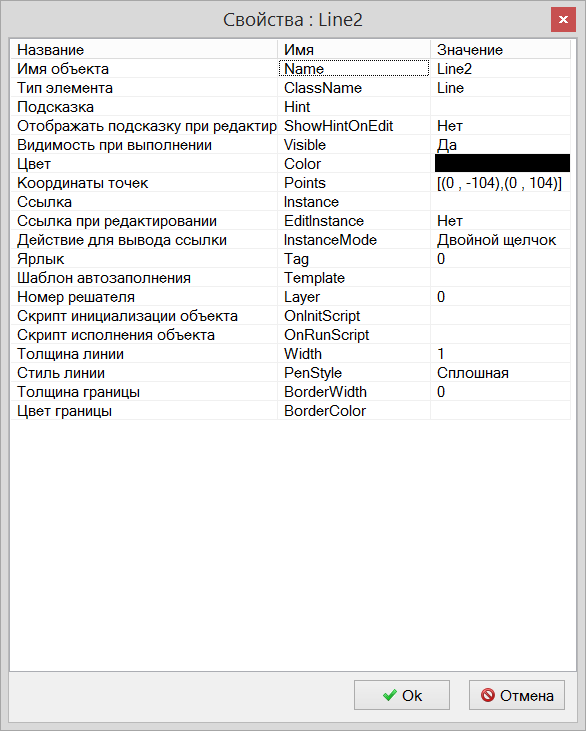 Свойства : Line2
Название Имя Значение
Имя объекта Name Line2
Тип элемента ClassName Line
Подсказка Hint
Отображать подсказку при редактир ShowHintOnEdit Нет
Видимость при выполнении Visible Да
Цвет Color
Координаты точек Points [(0 , -104),(0 , 104)]
Ссылка Instance
Ссылка при редактировании EditInstance Нет
Действие для вывода ссылки InstanceMode Двойной щелчок
Ярлык Tag 0
Шаблон автозаполнения Template
Номер решателя Layer 0
Скрипт инициализации объекта OnInitScript
Скрипт исполнения объекта OnRunScript
Толщина линии Width 1
Стиль линии PenStyle Сплошная
Толщина границы BorderWidth 0
Цвет границы BorderColor
Ok Отмена